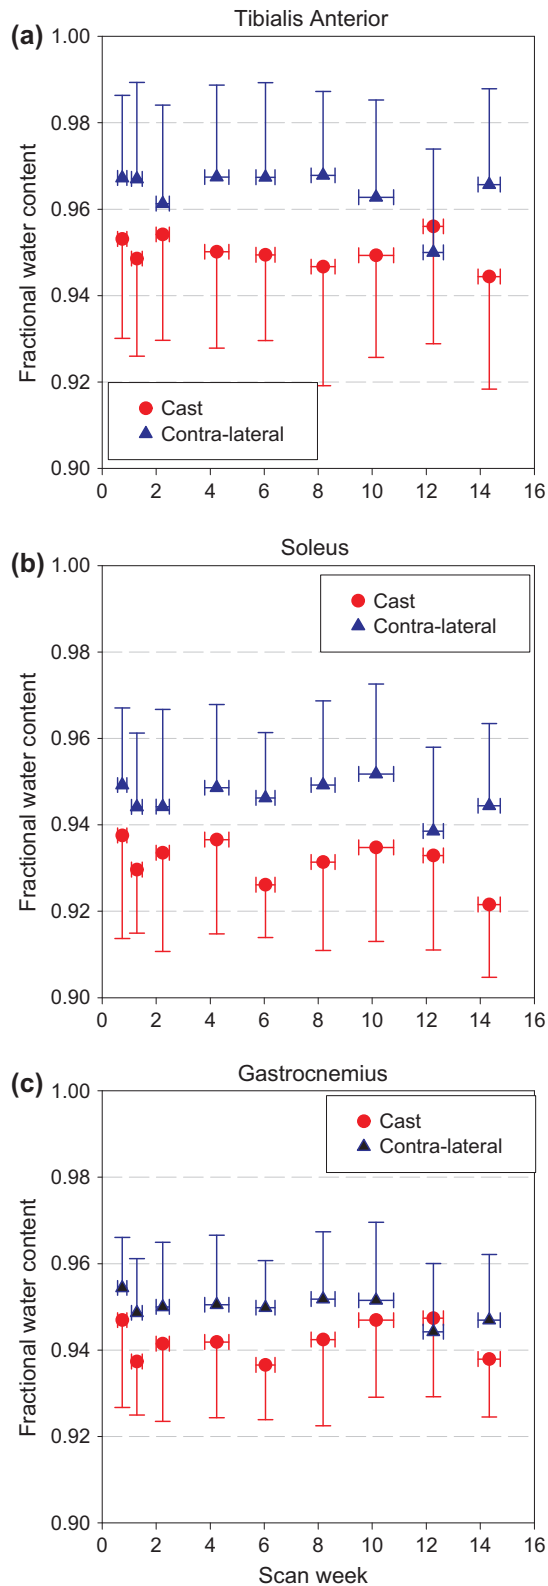 (a)
Tibialis Anterior
1.00
0.98
0.96
0.94
0.92
0.90
Fractional water content
Cast
Contra-lateral
0 2 4 6 8 10 12 14 16
(b)
Soleus
1.00
0.98
0.96
0.94
0.92
0.90
Fractional water content
Cast
Contra-lateral
0 2 4 6 8 10 12 14 16
(c)
Gastrocnemius
1.00
0.98
0.96
0.94
0.92
0.90
Fractional water content
Cast
Contra-lateral
0 2 4 6 8 10 12 14 16
Scan week